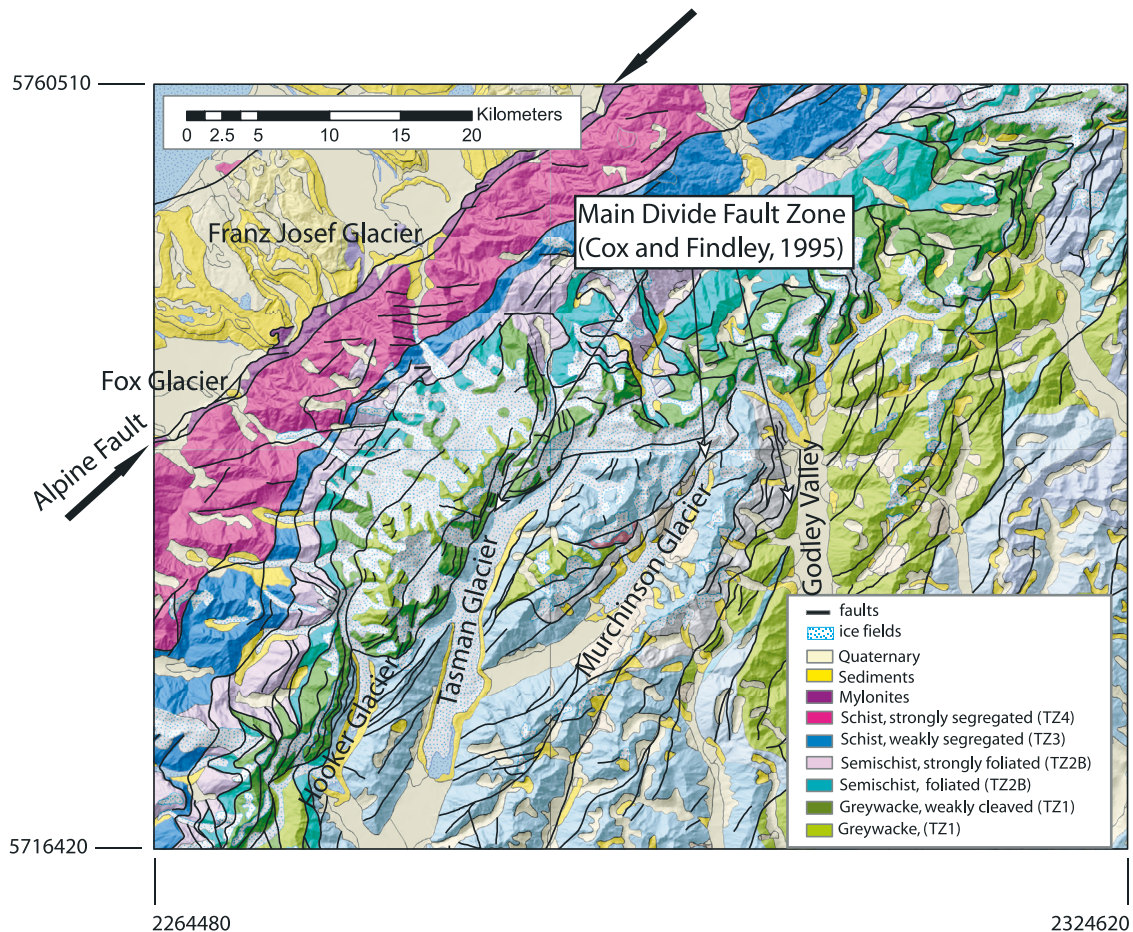 5760510
Kilometers
0 2.5 5 10 15 20
Main Divide Fault Zone
(Cox and Findley, 1995)
Franz Josef Glacier
Fox Glacier
Alpine Fault
Godley Valley
Murchinson Glacier
Tasman Glacier
Hooker Glacier
faults
ice fields
Quaternary
Sediments
Mylonites
Schist, strongly segregated (TZ4)
Schist, weakly segregated (TZ3)
Semischist, strongly foliated (TZ2B)
Semischist, foliated (TZ2B)
Greywacke, weakly cleaved (TZ1)
Greywacke, (TZ1)
5716420
2264480
2324620